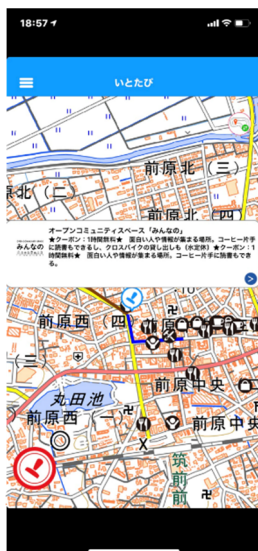 18:57
いとたび
前原北（三）
原北（二）
前原北（四
オープンコミュニティスペース「みんなの」
みんなの
★クーポン：1時間無料★　面白い人や情報が集まる場所。コーヒー片手
に読書もできるし、クロスバイクの貸し出しも（水定休）★クーポン：1
時間無料★　面白い人や情報が集まる場所。コーヒー片手に読書もでき
る。
前原西（四）
（三）
前原中央
丸田池
前原西（一）
前原中央
筑前前